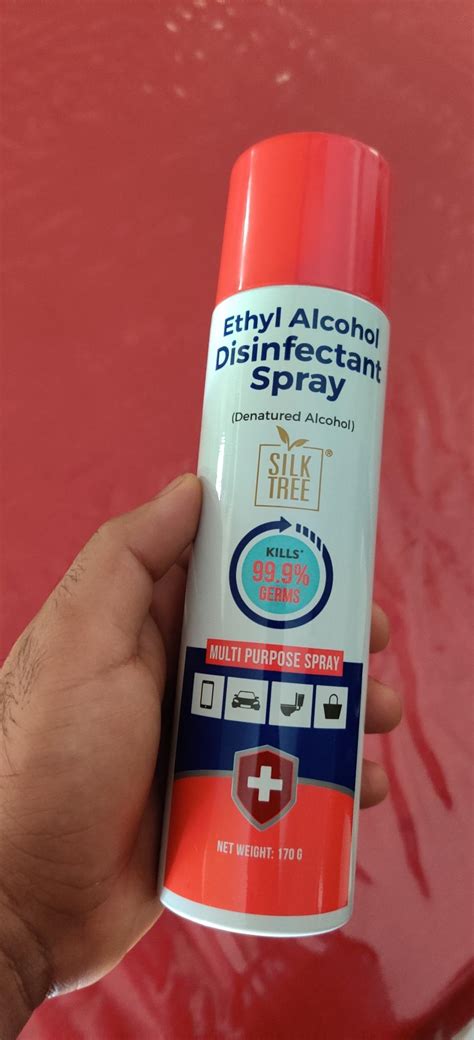 Ethyl Alcohol
Disinfectant
Spray
(Denatured Alcohol)
SILK
TREE®
KILLS*
99.9%
GERMS
MULTI PURPOSE SPRAY
NET WEIGHT: 170 G